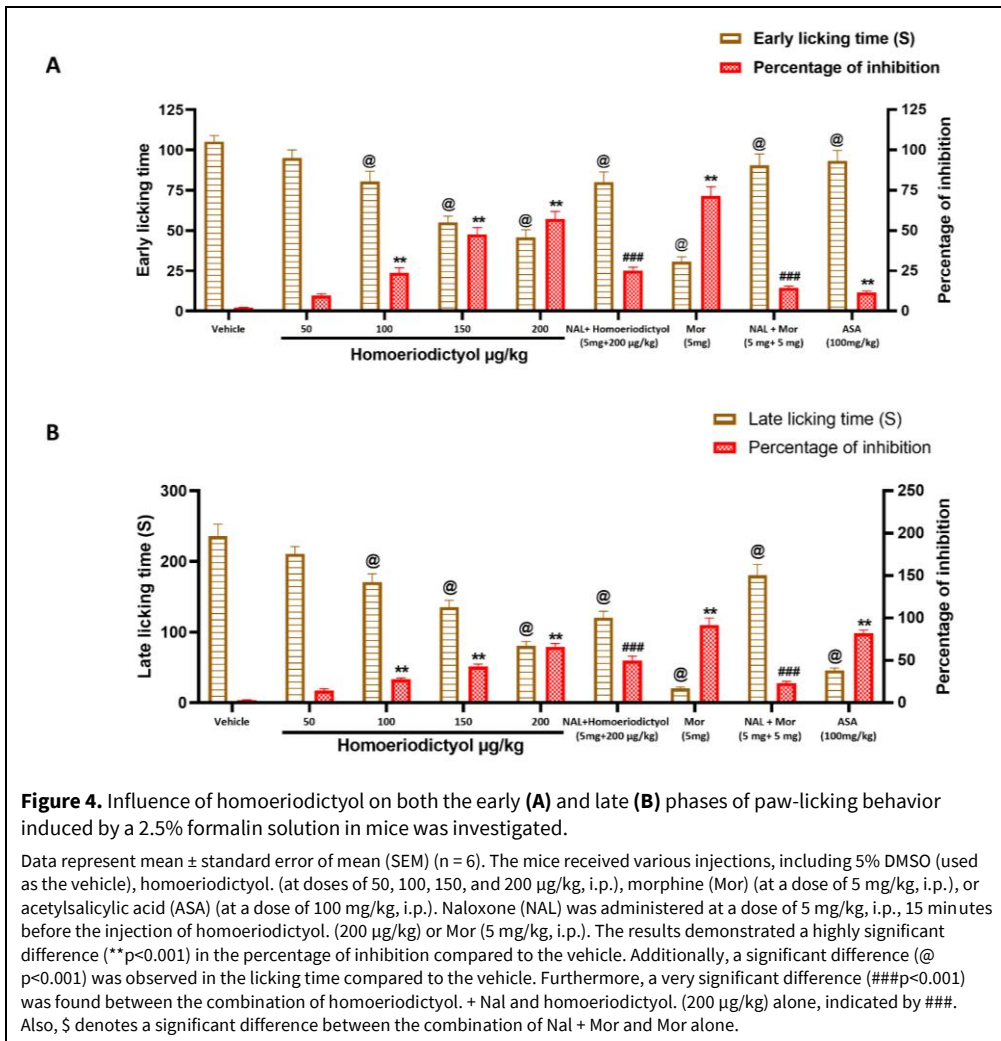 Early licking time (S)
Percentage of inhibition
A
125
100
75
50
25
0
Early licking time
125
100
75
50
25
0
Percentage of inhibition
@ @ @ @ @ @ @
** ** ** ### ** ### **
Vehicle 50 100 150 200 NAL+ Homoeriodictyol Mor NAL + Mor ASA
(5mg+200 µg/kg) (5mg) (5 mg+ 5 mg) (100mg/kg)
Homoeriodictyol µg/kg
Late licking time (S)
Percentage of inhibition
B
300
200
100
0
Late licking time (S)
250
200
150
100
50
0
Percentage of inhibition
@ @ @ @ @ @ @
** ** ** ### ** ### **
Vehicle 50 100 150 200 NAL+Homoeriodictyol Mor NAL + Mor ASA
(5mg+200 µg/kg) (5mg) (5 mg+ 5 mg) (100mg/kg)
Homoeriodictyol µg/kg
Figure 4. Influence of homoeriodictyol on both the early (A) and late (B) phases of paw-licking behavior
induced by a 2.5% formalin solution in mice was investigated.
Data represent mean ± standard error of mean (SEM) (n = 6). The mice received various injections, including 5% DMSO (used
as the vehicle), homoeriodictyol. (at doses of 50, 100, 150, and 200 µg/kg, i.p.), morphine (Mor) (at a dose of 5 mg/kg, i.p.), or
acetylsalicylic acid (ASA) (at a dose of 100 mg/kg, i.p.). Naloxone (NAL) was administered at a dose of 5 mg/kg, i.p., 15 minutes
before the injection of homoeriodictyol. (200 µg/kg) or Mor (5 mg/kg, i.p.). The results demonstrated a highly significant
difference (**p<0.001) in the percentage of inhibition compared to the vehicle. Additionally, a significant difference (@
p<0.001) was observed in the licking time compared to the vehicle. Furthermore, a very significant difference (###p<0.001)
was found between the combination of homoeriodictyol. + Nal and homoeriodictyol. (200 µg/kg) alone, indicated by ###.
Also, $ denotes a significant difference between the combination of Nal + Mor and Mor alone.